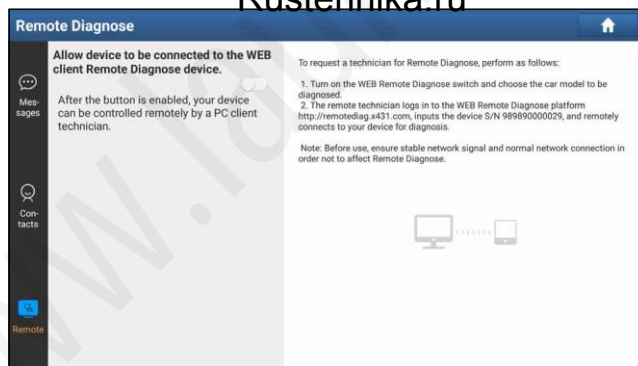 Rustehnika.ru
Remote Diagnose
Allow device to be connected to the WEB
client Remote Diagnose device.
After the button is enabled, your device
can be controlled remotely by a PC client
technician.
Mes-
sages
Con-
tacts
Remote
To request a technician for Remote Diagnose, perform as follows:
1. Turn on the WEB Remote Diagnose switch and choose the car model to be
diagnosed.
2. The remote technician logs in to the WEB Remote Diagnose platform
http://remotediag.x431.com, inputs the device S/N 989890000029, and remotely
connects to your device for diagnosis.
Note: Before use, ensure stable network signal and normal network connection in
order not to affect Remote Diagnose.